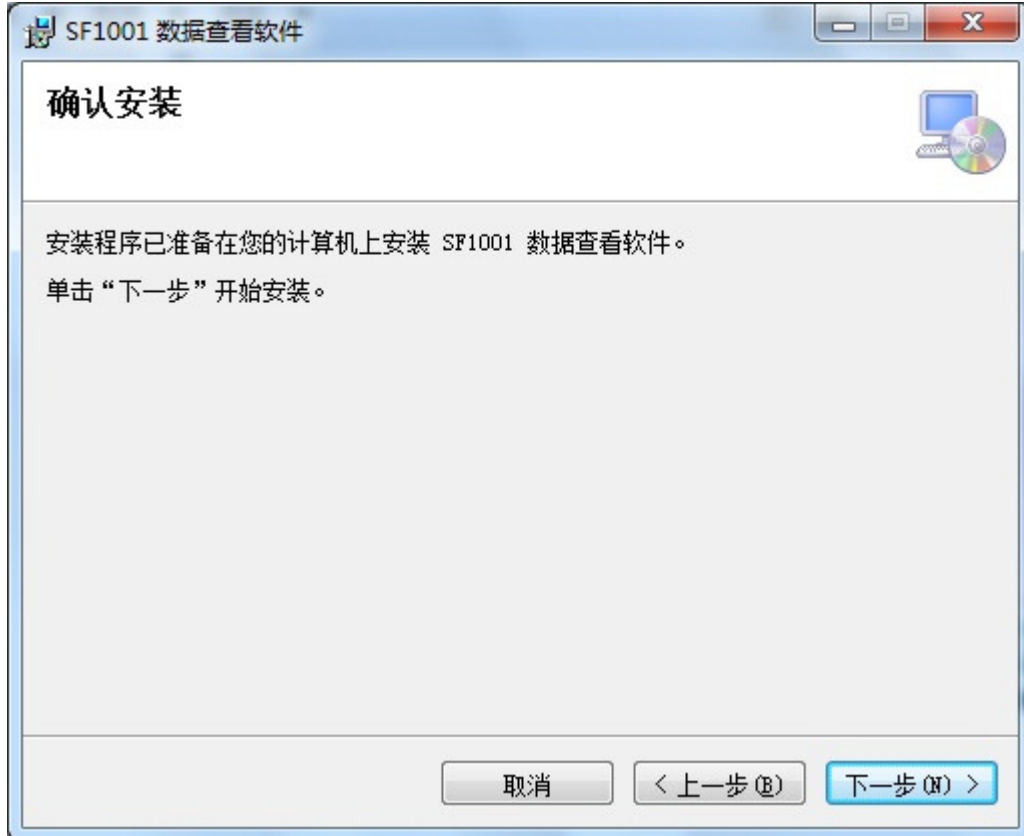 SF1001 数据查看软件
确认安装
安装程序已准备在您的计算机上安装 SF1001 数据查看软件。
单击“下一步”开始安装。
取消
< 上一步(B)
下一步(N) >